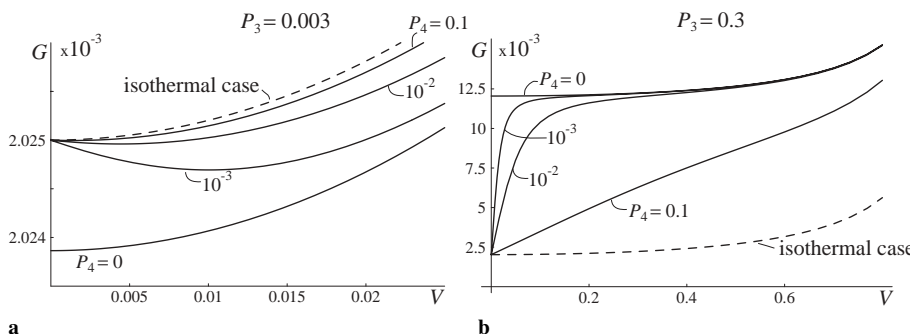 P3=0.003
G x10-3
P4=0.1
isothermal case
10-2
2.025
10-3
2.024
P4=0
0.005 0.01 0.015 0.02 V
a
P3=0.3
G x10-3
P4=0
12.5
10-3
10
10-2
7.5
5
P4=0.1
2.5
isothermal case
0.2 0.4 0.6 V
b